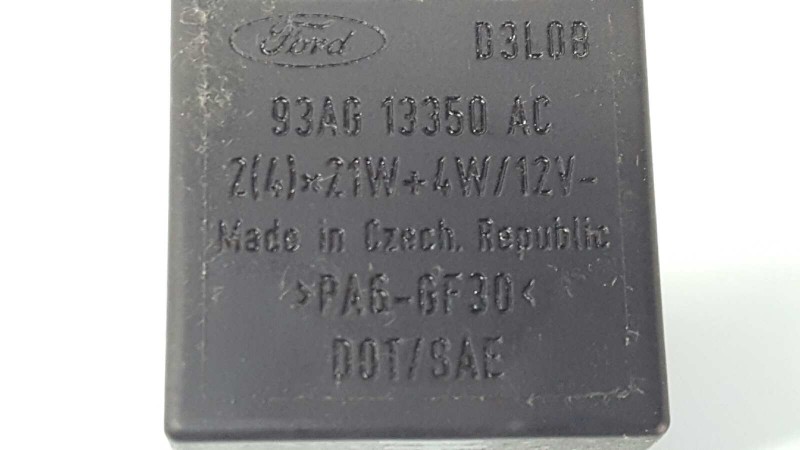 Ford D3L0B
93AG 13350 AC
2(4)×21W+4W/12V-
Made in Czech. Republic
>PA6-GF30<
DOT/SAE